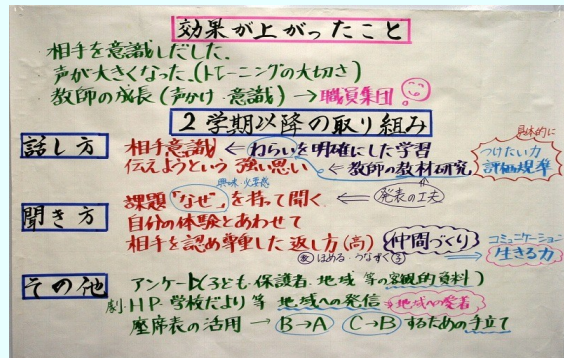 効果が上がったこと
相手を意識しだした.
声が大きくなった.(トレーニングの大切さ)
教師の成長(声かけ・意識)→職員集団
2学期以降の取り組み
具体的に
話し方 相手意識 ← ねらいを明確にした学習 つけたい力
伝えようという 強い思い ← 教師の教材研究 評価規準
興味・必要感
課題「なぜ」を持って聞く ← 発表の工夫
聞き方 自分の体験とあわせて
相手を認め尊重した返し方(高) 仲間づくり コミュニケーション
教 ほめる・うなずく 子 生きる力
その他 アンケート(子ども・保護者・地域 等の客観的資料)
劇・HP・学校だより等 地域への発信 → 地域への愛着
座席表の活用 → B→A C→B するための手立て